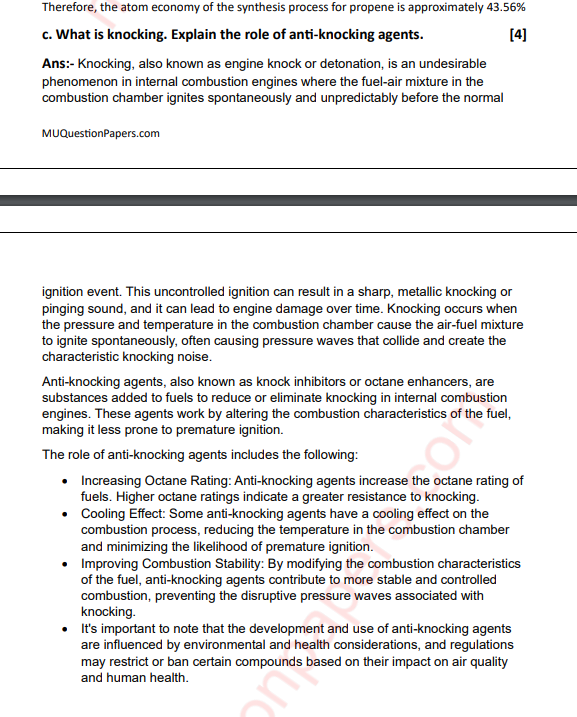 Therefore, the atom economy of the synthesis process for propene is approximately 43.56%
c. What is knocking. Explain the role of anti-knocking agents. [4]
Ans:- Knocking, also known as engine knock or detonation, is an undesirable
phenomenon in internal combustion engines where the fuel-air mixture in the
combustion chamber ignites spontaneously and unpredictably before the normal
MUQuestionPapers.com
ignition event. This uncontrolled ignition can result in a sharp, metallic knocking or
pinging sound, and it can lead to engine damage over time. Knocking occurs when
the pressure and temperature in the combustion chamber cause the air-fuel mixture
to ignite spontaneously, often causing pressure waves that collide and create the
characteristic knocking noise.
Anti-knocking agents, also known as knock inhibitors or octane enhancers, are
substances added to fuels to reduce or eliminate knocking in internal combustion
engines. These agents work by altering the combustion characteristics of the fuel,
making it less prone to premature ignition.
The role of anti-knocking agents includes the following:
• Increasing Octane Rating: Anti-knocking agents increase the octane rating of
fuels. Higher octane ratings indicate a greater resistance to knocking.
• Cooling Effect: Some anti-knocking agents have a cooling effect on the
combustion process, reducing the temperature in the combustion chamber
and minimizing the likelihood of premature ignition.
• Improving Combustion Stability: By modifying the combustion characteristics
of the fuel, anti-knocking agents contribute to more stable and controlled
combustion, preventing the disruptive pressure waves associated with
knocking.
• It's important to note that the development and use of anti-knocking agents
are influenced by environmental and health considerations, and regulations
may restrict or ban certain compounds based on their impact on air quality
and human health.
onpapers.com